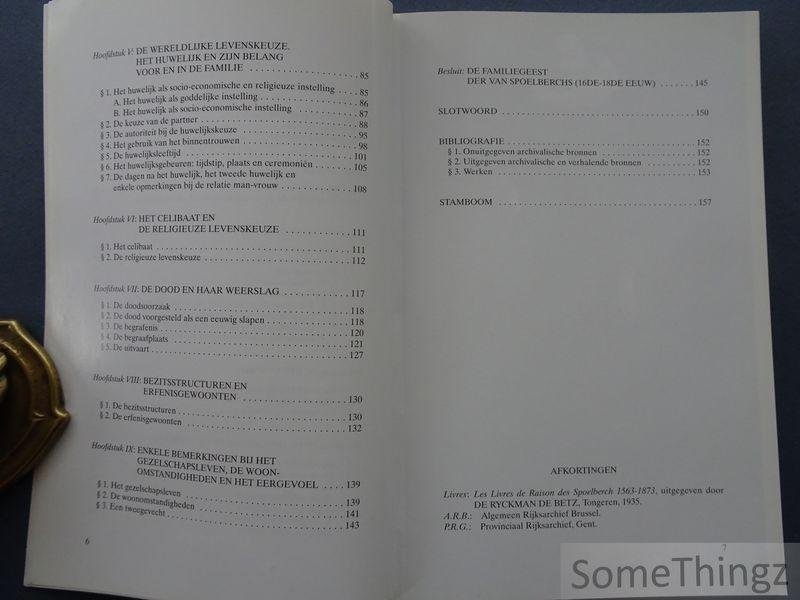 Hoofdstuk V: DE WERELDLIJKE LEVENSKEUZE.
HET HUWELIJK EN ZIJN BELANG
VOOR EN IN DE FAMILIE . . . . . . . . . . . . . . . . . . . . 85
§ 1. Het huwelijk als socio-economische en religieuze instelling . . . . 85
A. Het huwelijk als goddelijke instelling . . . . . . . . . . . . . . . 86
B. Het huwelijk als socio-economische instelling . . . . . . . . . . 87
§ 2. De keuze van de partner . . . . . . . . . . . . . . . . . . . . 88
§ 3. De autoriteit bij de huwelijkskeuze . . . . . . . . . . . . . . . . 95
§ 4. Het gebruik van het binnentrouwen . . . . . . . . . . . . . . . . 98
§ 5. De huwelijksleeftijd . . . . . . . . . . . . . . . . . . . . 101
§ 6. Het huwelijksgebeuren: tijdstip, plaats en ceremoniën . . . . . . . 105
§ 7. De dagen na het huwelijk, het tweede huwelijk en
enkele opmerkingen bij de relatie man-vrouw . . . . . . . . . . 108
Hoofdstuk VI: HET CELIBAAT EN
DE RELIGIEUZE LEVENSKEUZE . . . . . . . . . . . . 111
§ 1. Het celibaat . . . . . . . . . . . . . . . . . . . . 111
§ 2. De religieuze levenskeuze . . . . . . . . . . . . . . . . . . . . 112
Hoofdstuk VII: DE DOOD EN HAAR WEERSLAG . . . . . . . . . . . . 117
§ 1. De doodsoorzaak . . . . . . . . . . . . . . . . . . . . 118
§ 2. De dood voorgesteld als een eeuwig slapen . . . . . . . . . . . . 118
§ 3. De begrafenis . . . . . . . . . . . . . . . . . . . . 120
§ 4. De begraafplaats . . . . . . . . . . . . . . . . . . . . 121
§ 5. De uitvaart . . . . . . . . . . . . . . . . . . . . 127
Hoofdstuk VIII: BEZITSSTRUCTUREN EN
ERFENISGEWOONTEN . . . . . . . . . . . . . . . . . . 130
§ 1. De bezitsstructuren . . . . . . . . . . . . . . . . . . . . 130
§ 2. De erfenisgewoonten . . . . . . . . . . . . . . . . . . . . 132
Hoofdstuk IX: ENKELE BEMERKINGEN BIJ HET
GEZELSCHAPSLEVEN, DE WOON-
OMSTANDIGHEDEN EN HET EERGEVOEL . . . . 139
§ 1. Het gezelschapsleven . . . . . . . . . . . . . . . . . . . . 139
§ 2. De woonomstandigheden . . . . . . . . . . . . . . . . . . . . 141
§ 3. Een tweegevecht . . . . . . . . . . . . . . . . . . . . 143
6
Besluit: DE FAMILIEGEEST
DER VAN SPOELBERCHS (16DE-18DE EEUW) . . . . . . . 145
SLOTWOORD . . . . . . . . . . . . . . . . . . . . 150
BIBLIOGRAFIE . . . . . . . . . . . . . . . . . . . . 152
§ 1. Onuitgegeven archivalische bronnen . . . . . . . . . . . . . . . . 152
§ 2. Uitgegeven archivalische en verhalende bronnen . . . . . . . . . . 152
§ 3. Werken . . . . . . . . . . . . . . . . . . . . 153
STAMBOOM . . . . . . . . . . . . . . . . . . . . 157
AFKORTINGEN
Livres: Les Livres de Raison des Spoelberch 1563-1873, uitgegeven door
DE RYCKMAN DE BETZ, Tongeren, 1935.
A.R.B.: Algemeen Rijksarchief Brussel.
P.R.G.: Provinciaal Rijksarchief, Gent.
7
SomeThingz